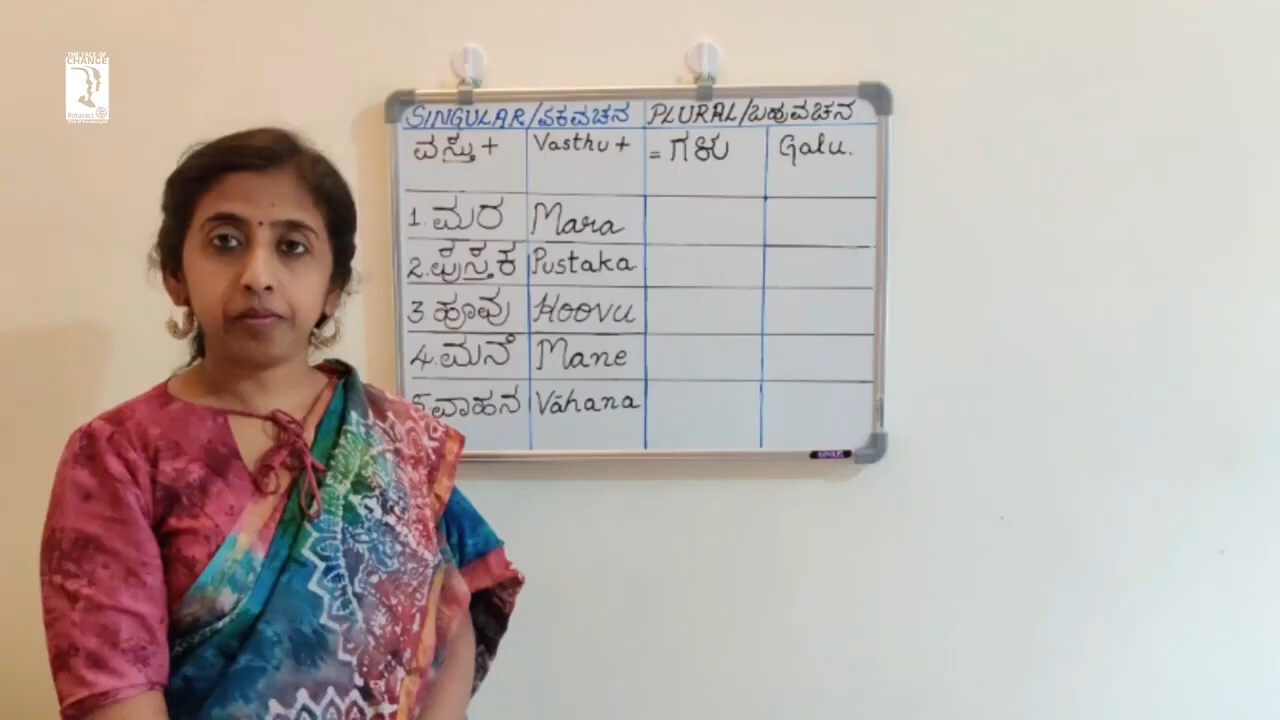 THE FACE OF
CHANGE
Rotaract
SINGULAR/ಏಕವಚನ PLURAL/ಬಹುವಚನ
ವಸ್ತು + Vasthu + = ಗಳು Galu.
1. ಮರ Mara
2. ಪುಸ್ತಕ Pustaka
3 ಹೂವು Hoovu
4. ಮನೆ Mane
5 ವಾಹನ Váhana